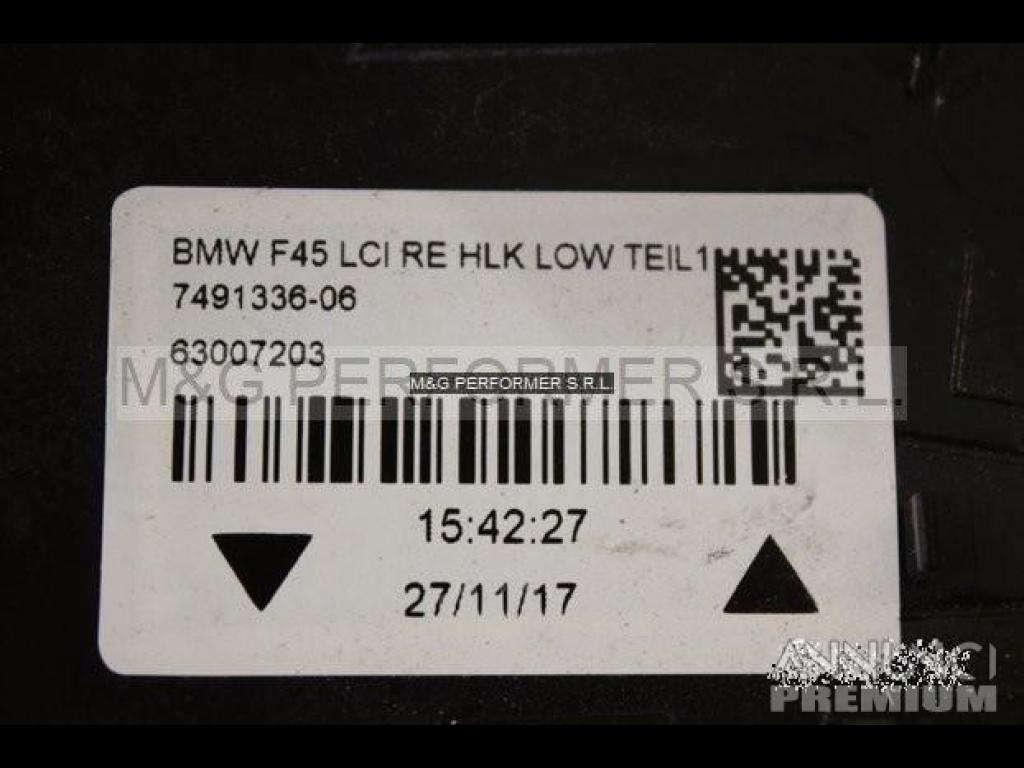 BMW F45 LCI RE HLK LOW TEIL1
7491336-06
63007203
M&G PERFORMER S.R.L.
M&G PERFORMER S.R.L.
15:42:27
27/11/17
PREMIUM